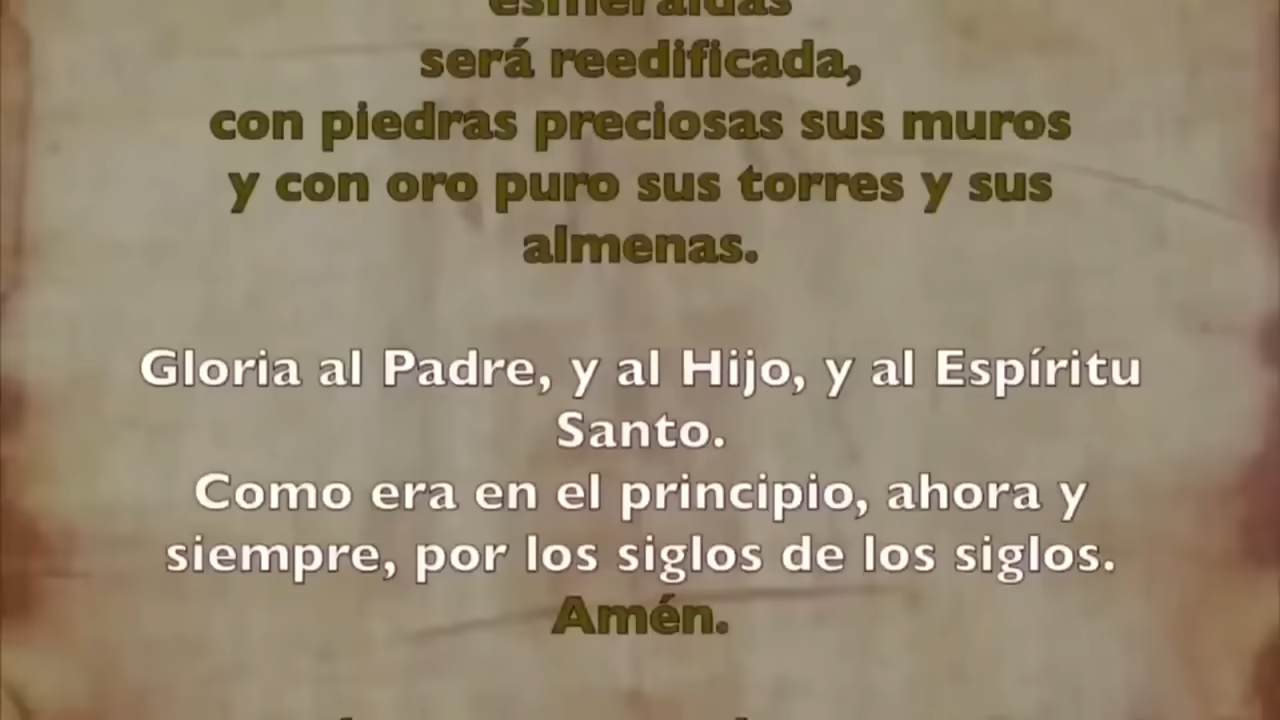 esmeraldas
será reedificada,
con piedras preciosas sus muros
y con oro puro sus torres y sus
almenas.
Gloria al Padre, y al Hijo, y al Espíritu
Santo.
Como era en el principio, ahora y
siempre, por los siglos de los siglos.
Amén.